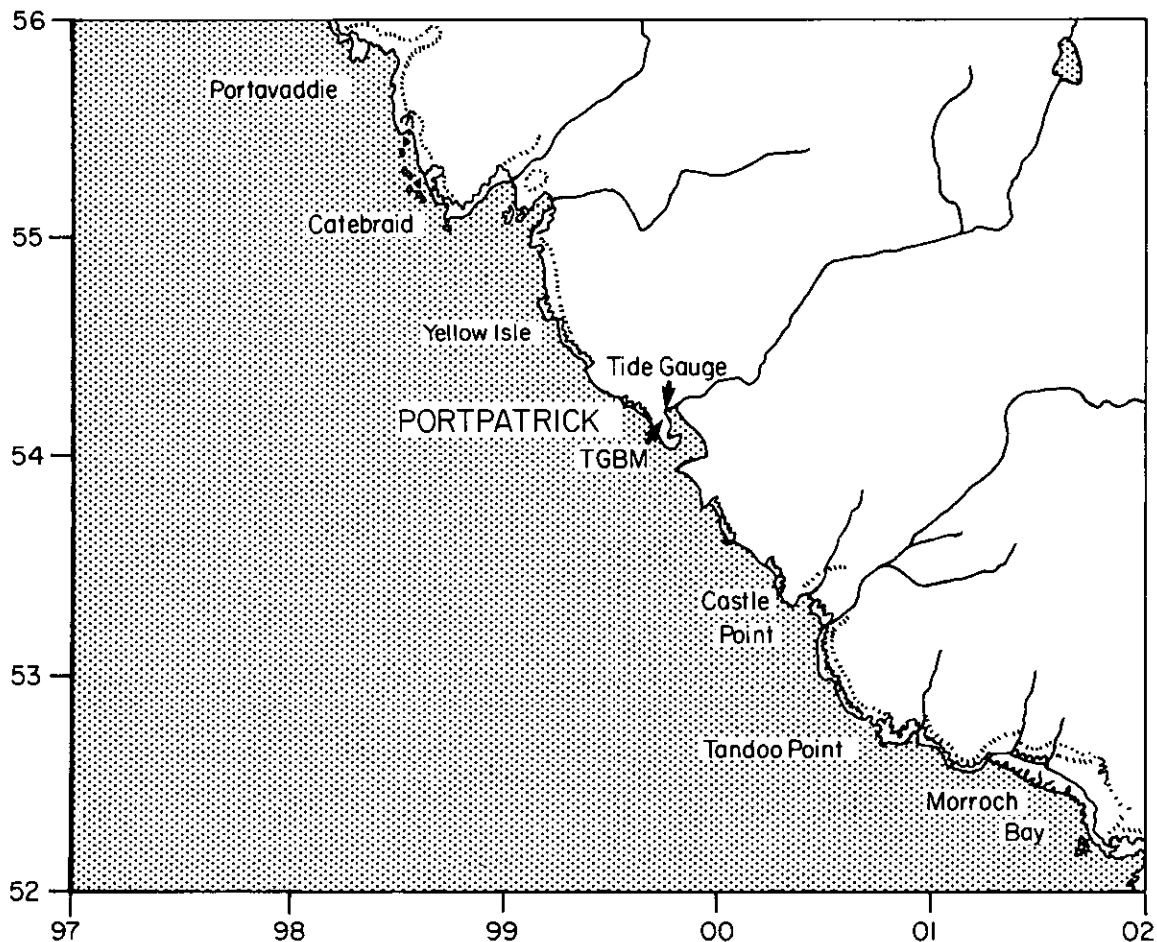 56
Portavaddie
55
Catebraid
Yellow Isle
Tide Gauge
PORTPATRICK
54
TGBM
Castle
Point
53
Tandoo Point
Morroch
Bay
52
97 98 99 00 01 02